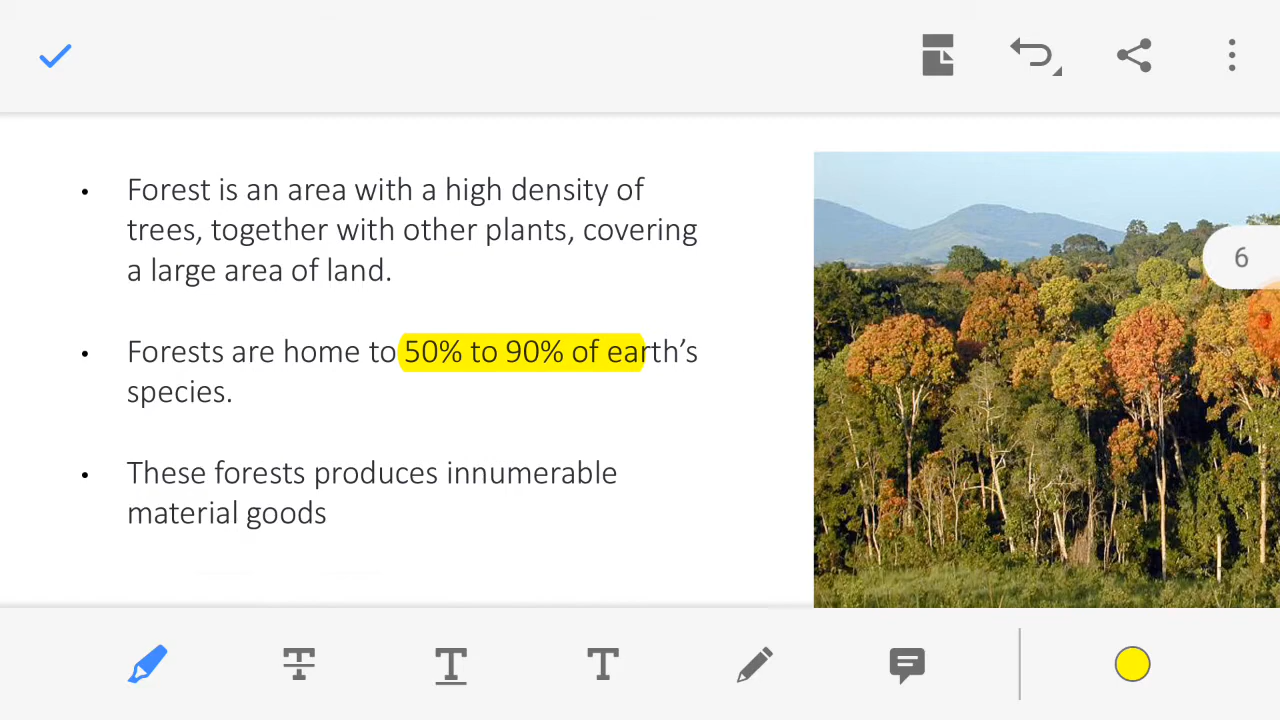 • Forest is an area with a high density of
trees, together with other plants, covering
a large area of land.
6
• Forests are home to 50% to 90% of earth’s
species.
• These forests produces innumerable
material goods